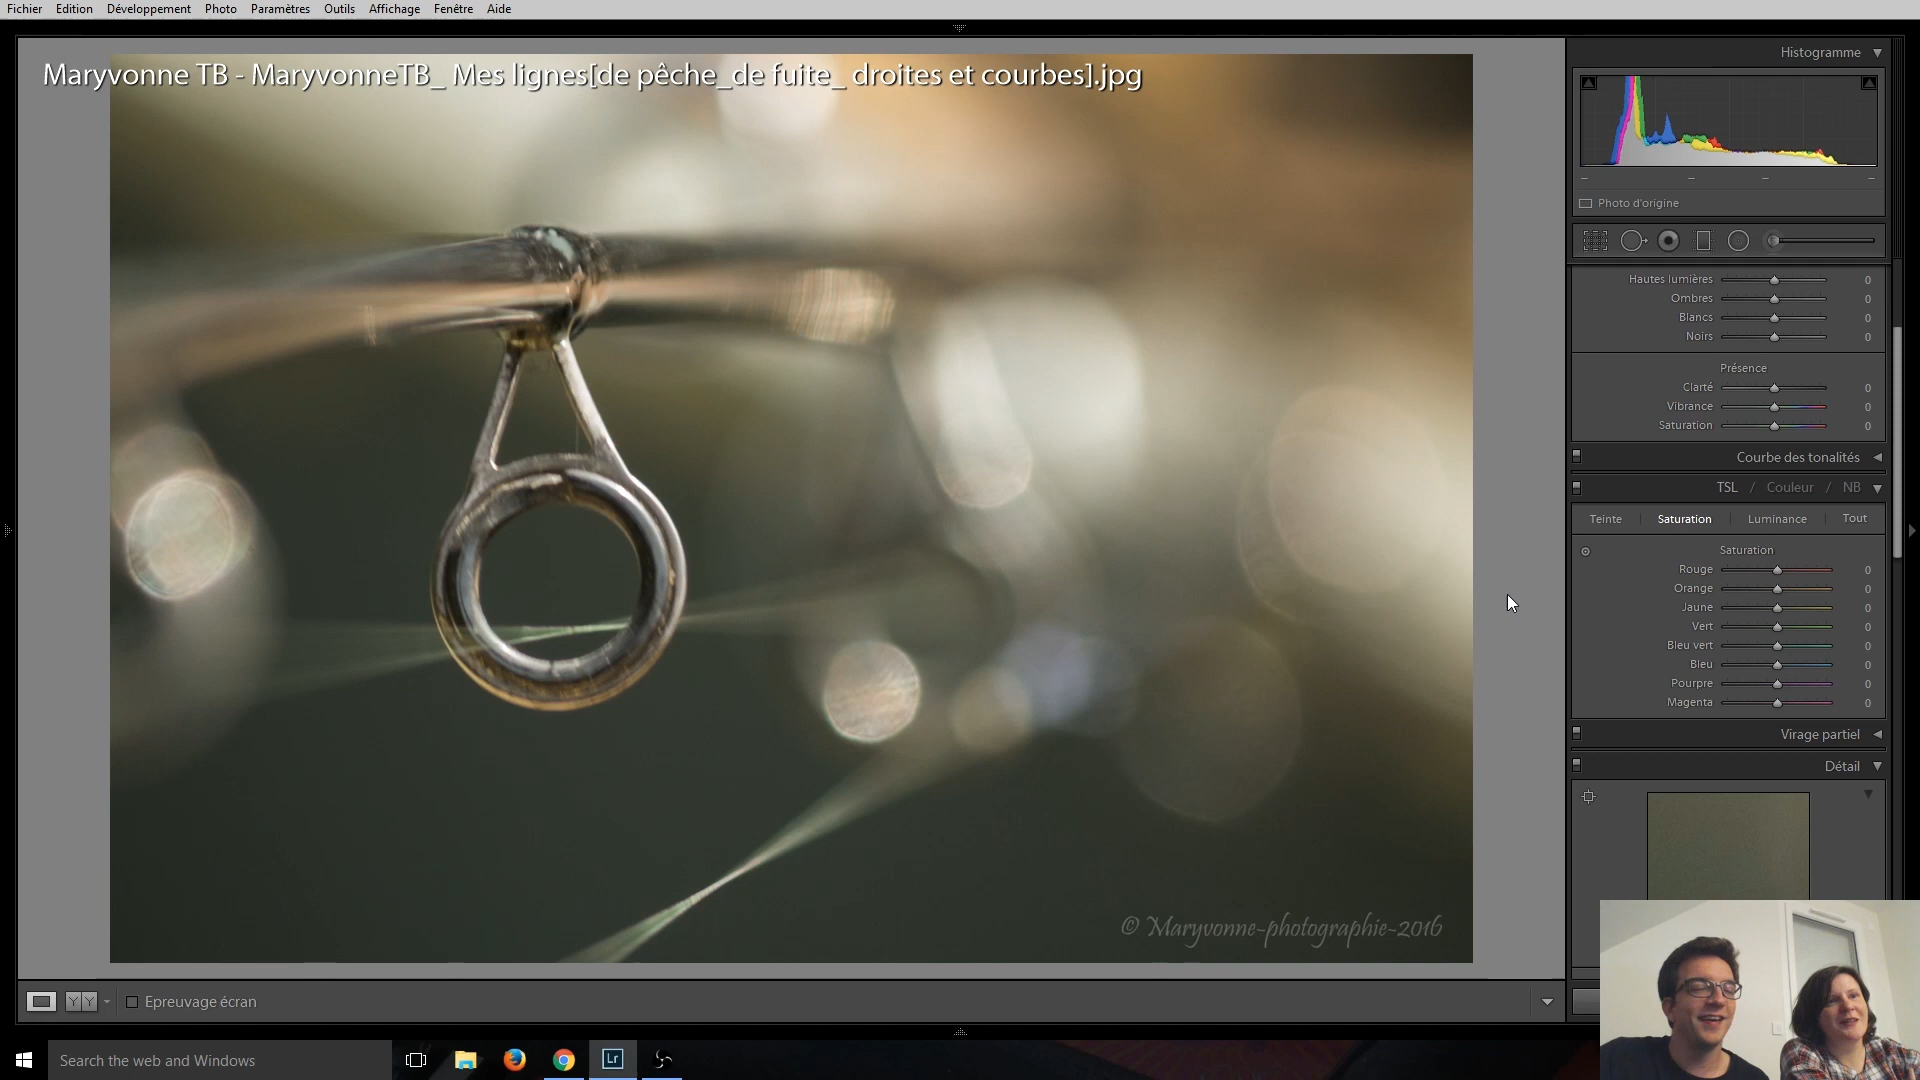 Fichier Edition Développement Photo Paramètres Outils Affichage Fenêtre Aide
Maryvonne TB - MaryvonneTB_ Mes lignes[de pêche_de fuite_ droites et courbes].jpg
© Maryvonne-photographie-2016
Histogramme
Photo d'origine
Hautes lumières 0
Ombres 0
Blancs 0
Noirs 0
Présence
Clarté 0
Vibrance 0
Saturation 0
Courbe des tonalités
TSL / Couleur / NB
Teinte Saturation Luminance Tout
Saturation
Rouge 0
Orange 0
Jaune 0
Vert 0
Bleu vert 0
Bleu 0
Pourpre 0
Magenta 0
Virage partiel
Détail
YY Epreuvage écran
Search the web and Windows
Lr